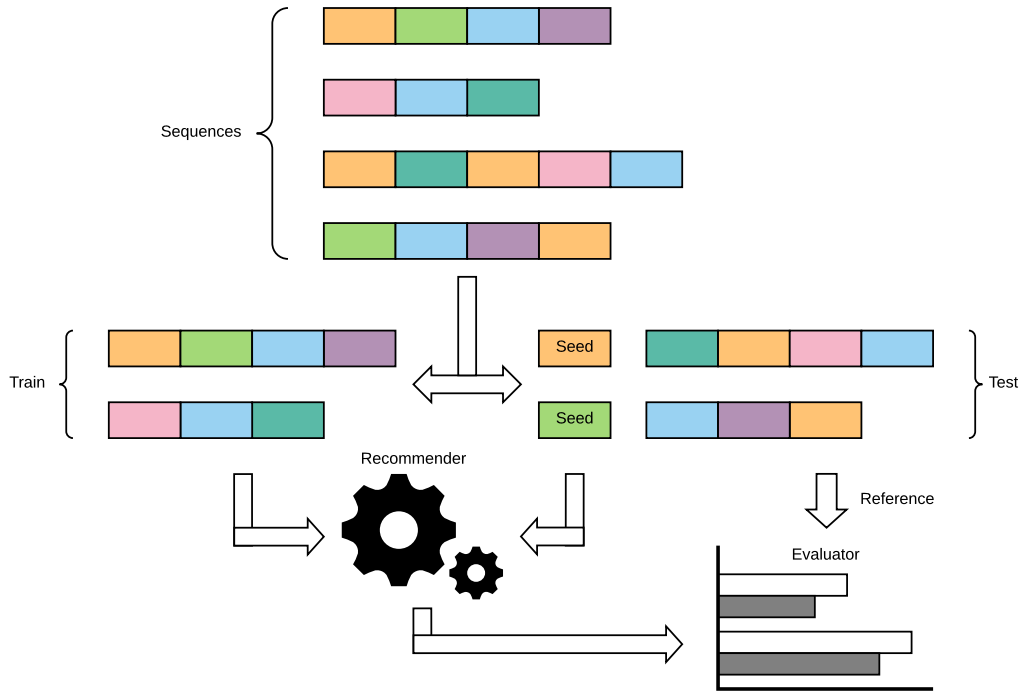 Sequences
Train
Seed
Seed
Test
Recommender
Reference
Evaluator